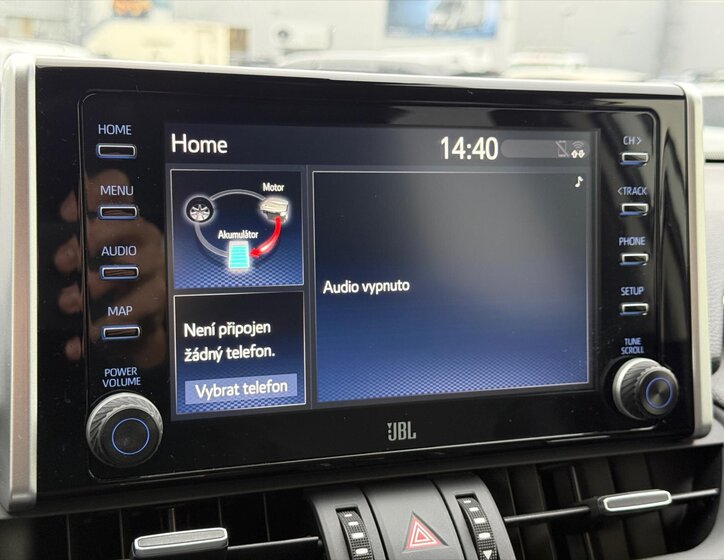 HOME
MENU
AUDIO
MAP
POWER
VOLUME
Home
14:40
Motor
Akumulátor
Není připojen
žádný telefon.
Vybrat telefon
Audio vypnuto
CH >
< TRACK
PHONE
SETUP
TUNE
SCROLL
JBL